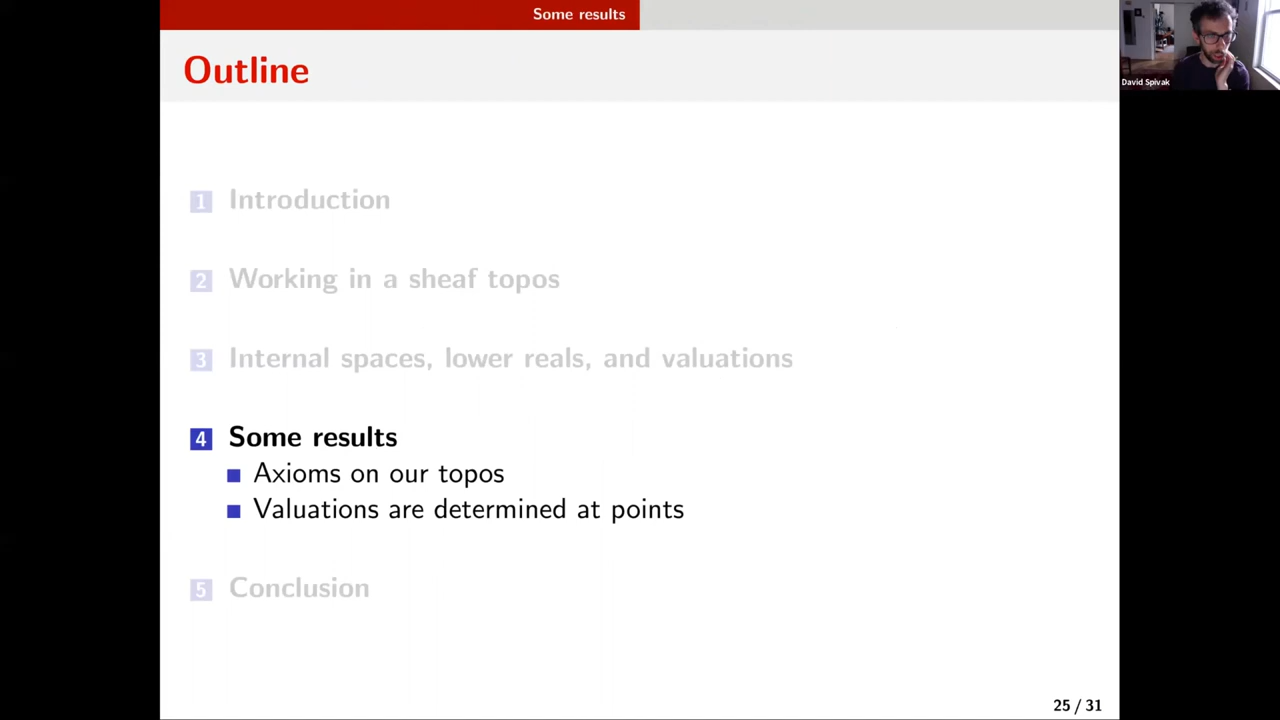 Some results
Outline
David Spivak
1 Introduction
2 Working in a sheaf topos
3 Internal spaces, lower reals, and valuations
4 Some results
Axioms on our topos
Valuations are determined at points
5 Conclusion
25 / 31